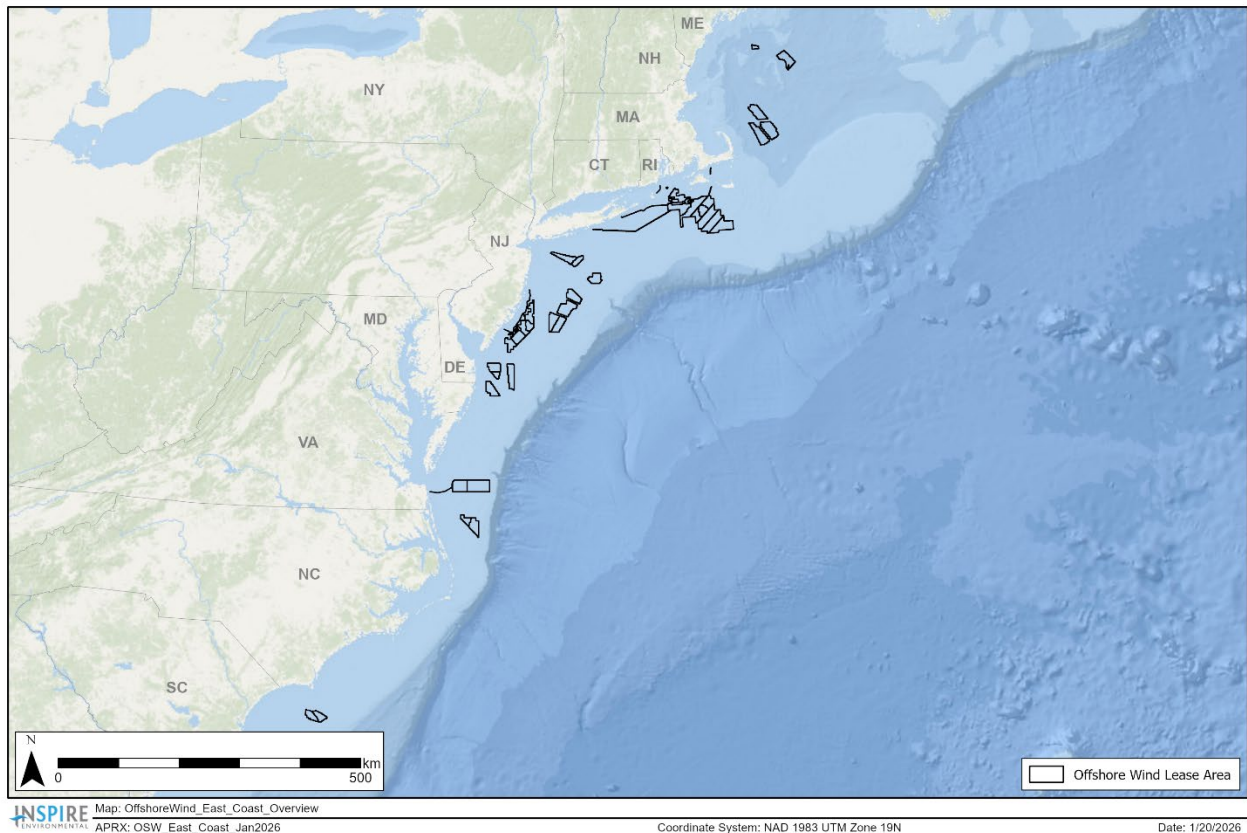 ME
NH
NY
MA
CT
RI
NJ
MD
DE
VA
NC
SC
N
km
0
500
Offshore Wind Lease Area
INSPIRE
ENVIRONMENTAL
Map: OffshoreWind_East_Coast_Overview
APRX: OSW_East_Coast_Jan2026
Coordinate System: NAD 1983 UTM Zone 19N
Date: 1/20/2026